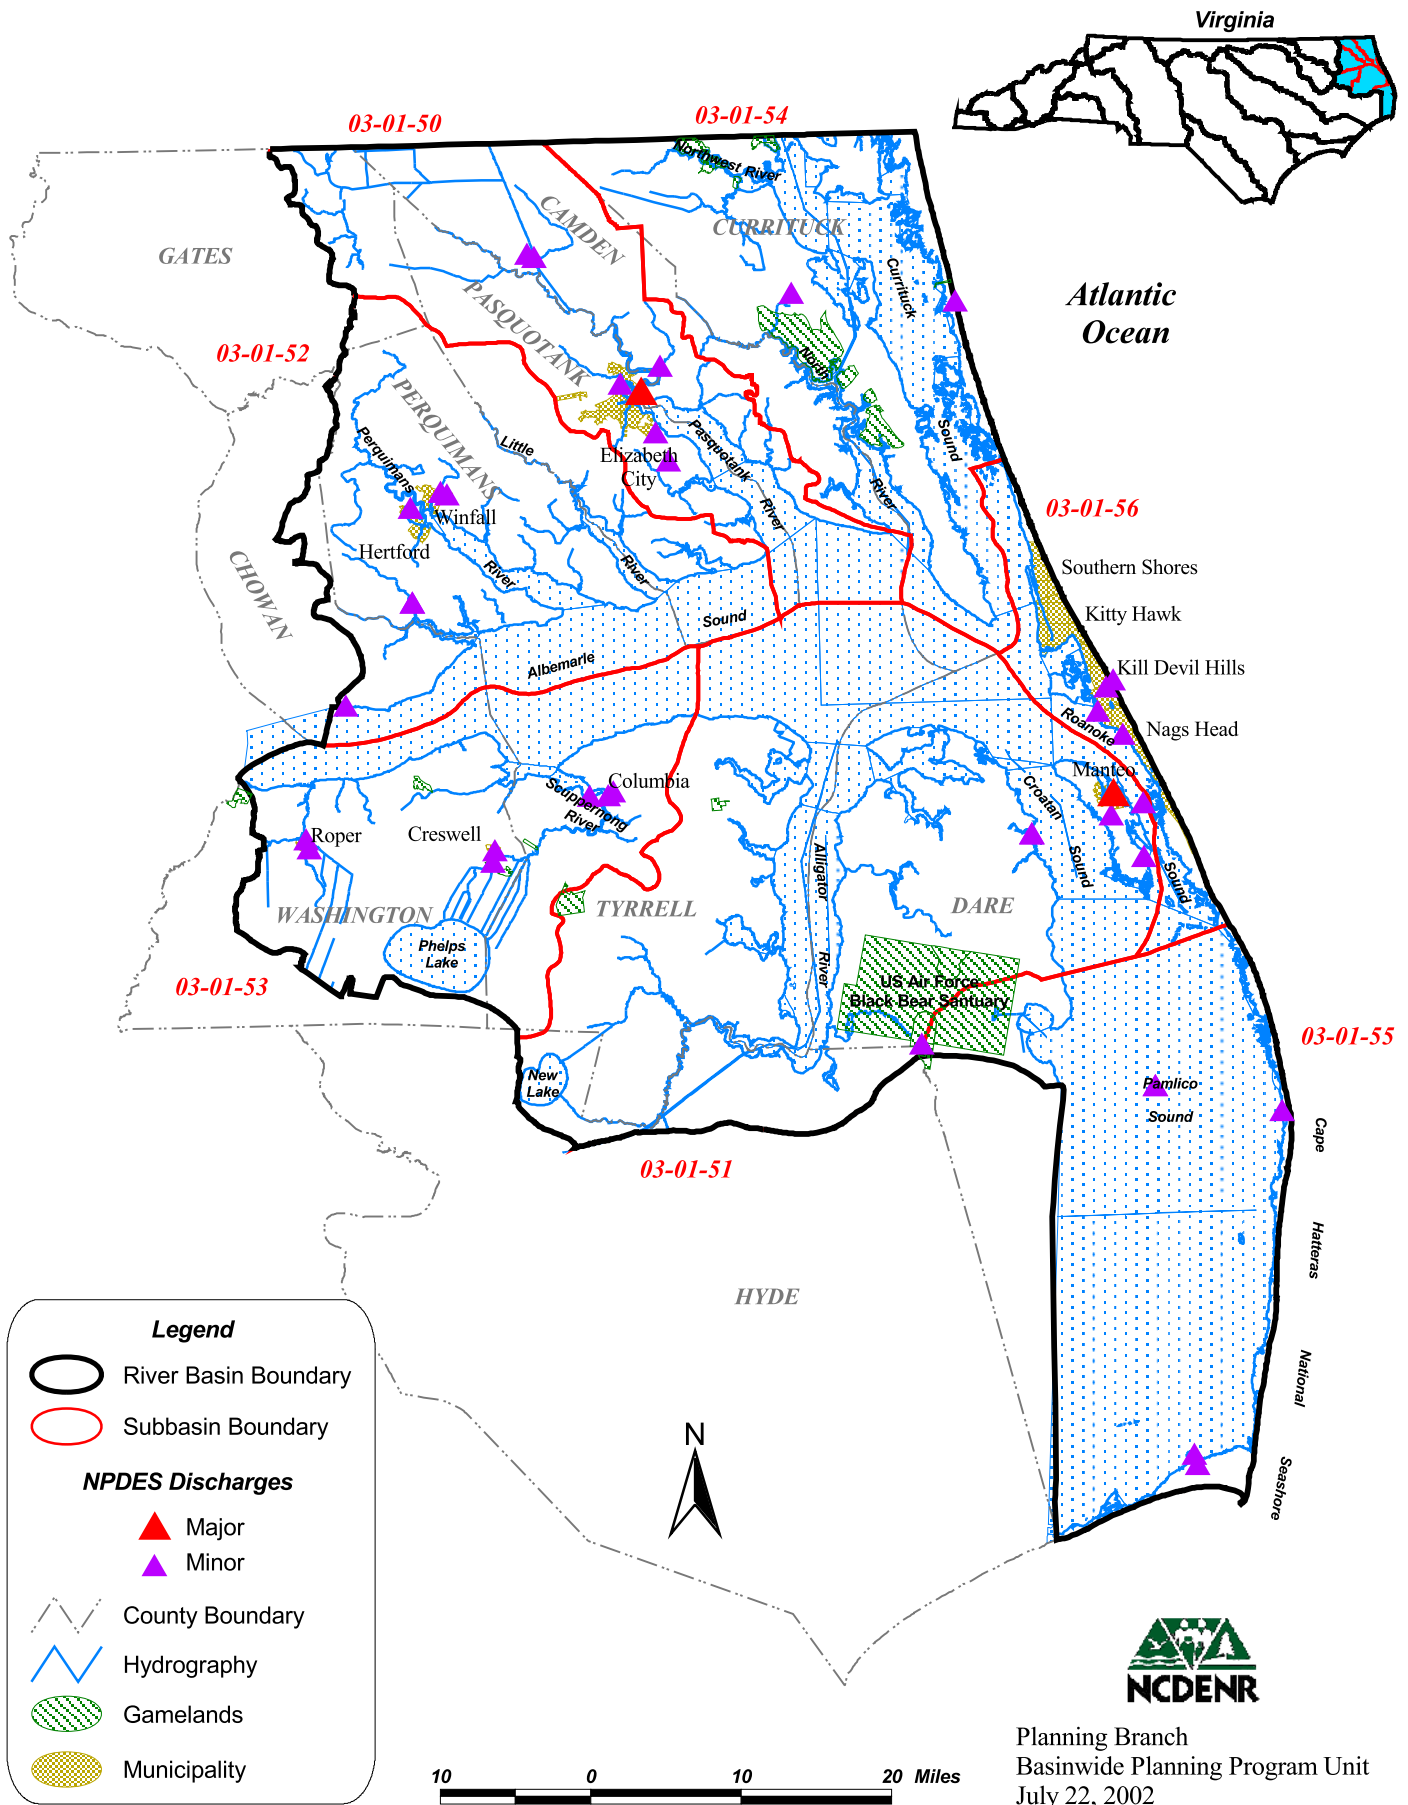 Virginia
03-01-54
03-01-50
Northwest River
CAMDEN
CURRITUCK
GATES
Currituck
Atlantic
Ocean
PASQUOTANK
03-01-52
North
PERQUIMANS
Perquimans
Little
Pasquotank
Sound
Elizabeth
City
River
River
03-01-56
Winfall
Hertford
River
River
Southern Shores
CHOWAN
Kitty Hawk
Sound
Albemarle
Kill Devil Hills
Roanoke
Nags Head
Manteo
Columbia
Scuppernong
River
Croatan
Roper
Creswell
Alligator
Sound
Sound
WASHINGTON
TYRRELL
DARE
Phelps
Lake
River
US Air Force
Black Bear Santuary
03-01-53
03-01-55
New
Lake
Pamlico
Sound
Cape
03-01-51
Hatteras
HYDE
National
Seashore
N
Legend
River Basin Boundary
Subbasin Boundary
NPDES Discharges
Major
Minor
County Boundary
Hydrography
Gamelands
Municipality
10 0 10 20 Miles
NCDENR
Planning Branch
Basinwide Planning Program Unit
July 22, 2002